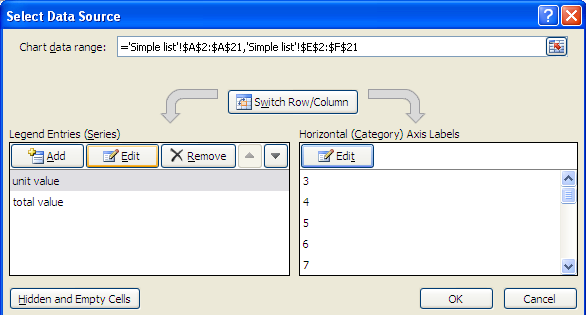 Select Data Source
Chart data range: ='Simple list'!$A$2:$A$21,'Simple list'!$E$2:$F$21
Switch Row/Column
Legend Entries (Series)
Add Edit Remove
unit value
total value
Horizontal (Category) Axis Labels
Edit
3
4
5
6
7
Hidden and Empty Cells
OK Cancel